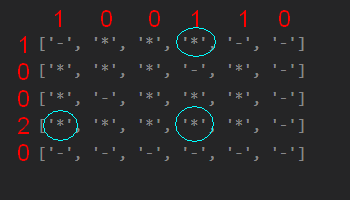 1 0 0 1 1 0
1 ['-', '*', '*', '*', '-', '-']
0 ['*', '*', '*', '-', '*', '-']
0 ['*', '-', '*', '*', '*', '-']
2 ['*', '*', '*', '*', '*', '-']
0 ['-', '-', '-', '-', '-', '-']